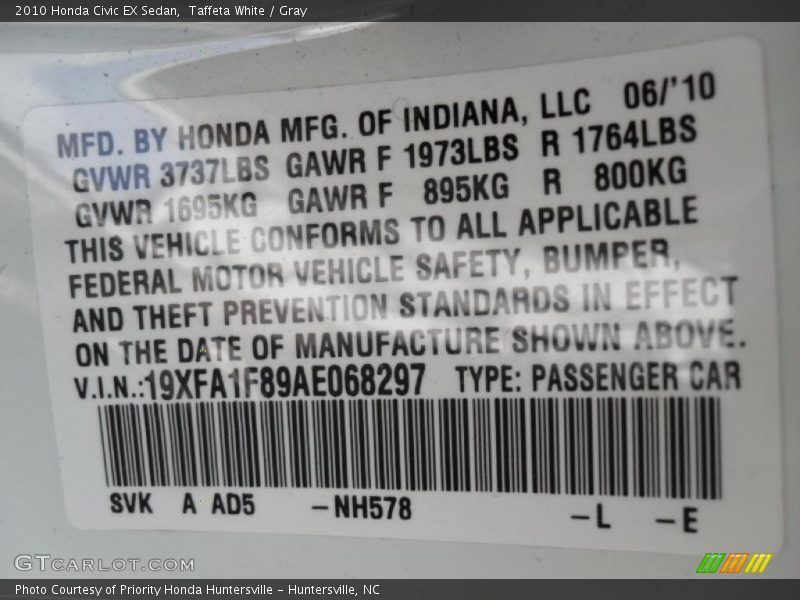 2010 Honda Civic EX Sedan, Taffeta White / Gray
MFD. BY HONDA MFG. OF INDIANA, LLC 06/'10
GVWR 3737LBS GAWR F 1973LBS R 1764LBS
GVWR 1695KG GAWR F 895KG R 800KG
THIS VEHICLE CONFORMS TO ALL APPLICABLE
FEDERAL MOTOR VEHICLE SAFETY, BUMPER,
AND THEFT PREVENTION STANDARDS IN EFFECT
ON THE DATE OF MANUFACTURE SHOWN ABOVE.
V.I.N.:19XFA1F89AE068297 TYPE: PASSENGER CAR
SVK A AD5 -NH578 -L -E
GTCARLOT.COM
Photo Courtesy of Priority Honda Huntersville - Huntersville, NC